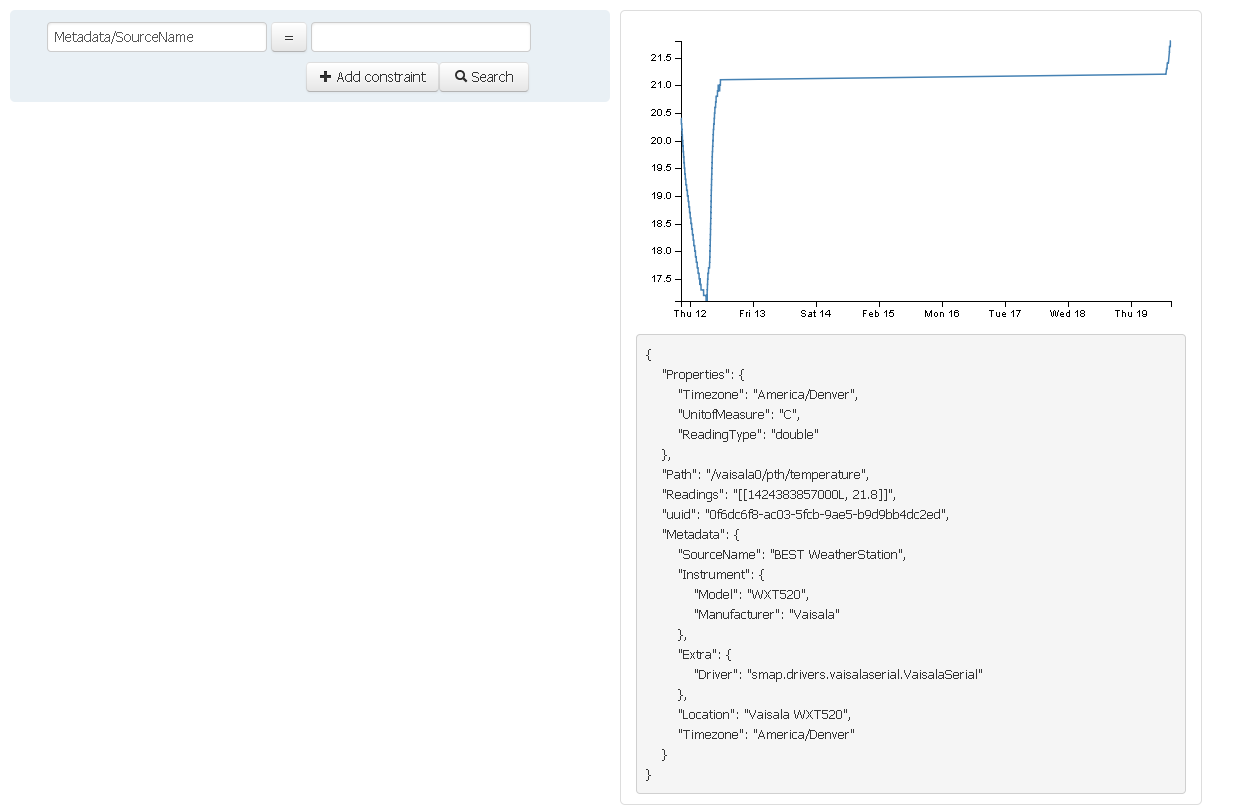 Metadata/SourceName =
+ Add constraint Search
21.5
21.0
20.5
20.0
19.5
19.0
18.5
18.0
17.5
Thu 12 Fri 13 Sat 14 Feb 15 Mon 16 Tue 17 Wed 18 Thu 19
{
"Properties": {
"Timezone": "America/Denver",
"UnitofMeasure": "C",
"ReadingType": "double"
},
"Path": "/vaisala0/pth/temperature",
"Readings": "[[1424383857000L, 21.8]]",
"uuid": "0f6dc6f8-ac03-5fcb-9ae5-b9d9bb4dc2ed",
"Metadata": {
"SourceName": "BEST WeatherStation",
"Instrument": {
"Model": "WXT520",
"Manufacturer": "Vaisala"
},
"Extra": {
"Driver": "smap.drivers.vaisalaserial.VaisalaSerial"
},
"Location": "Vaisala WXT520",
"Timezone": "America/Denver"
}
}